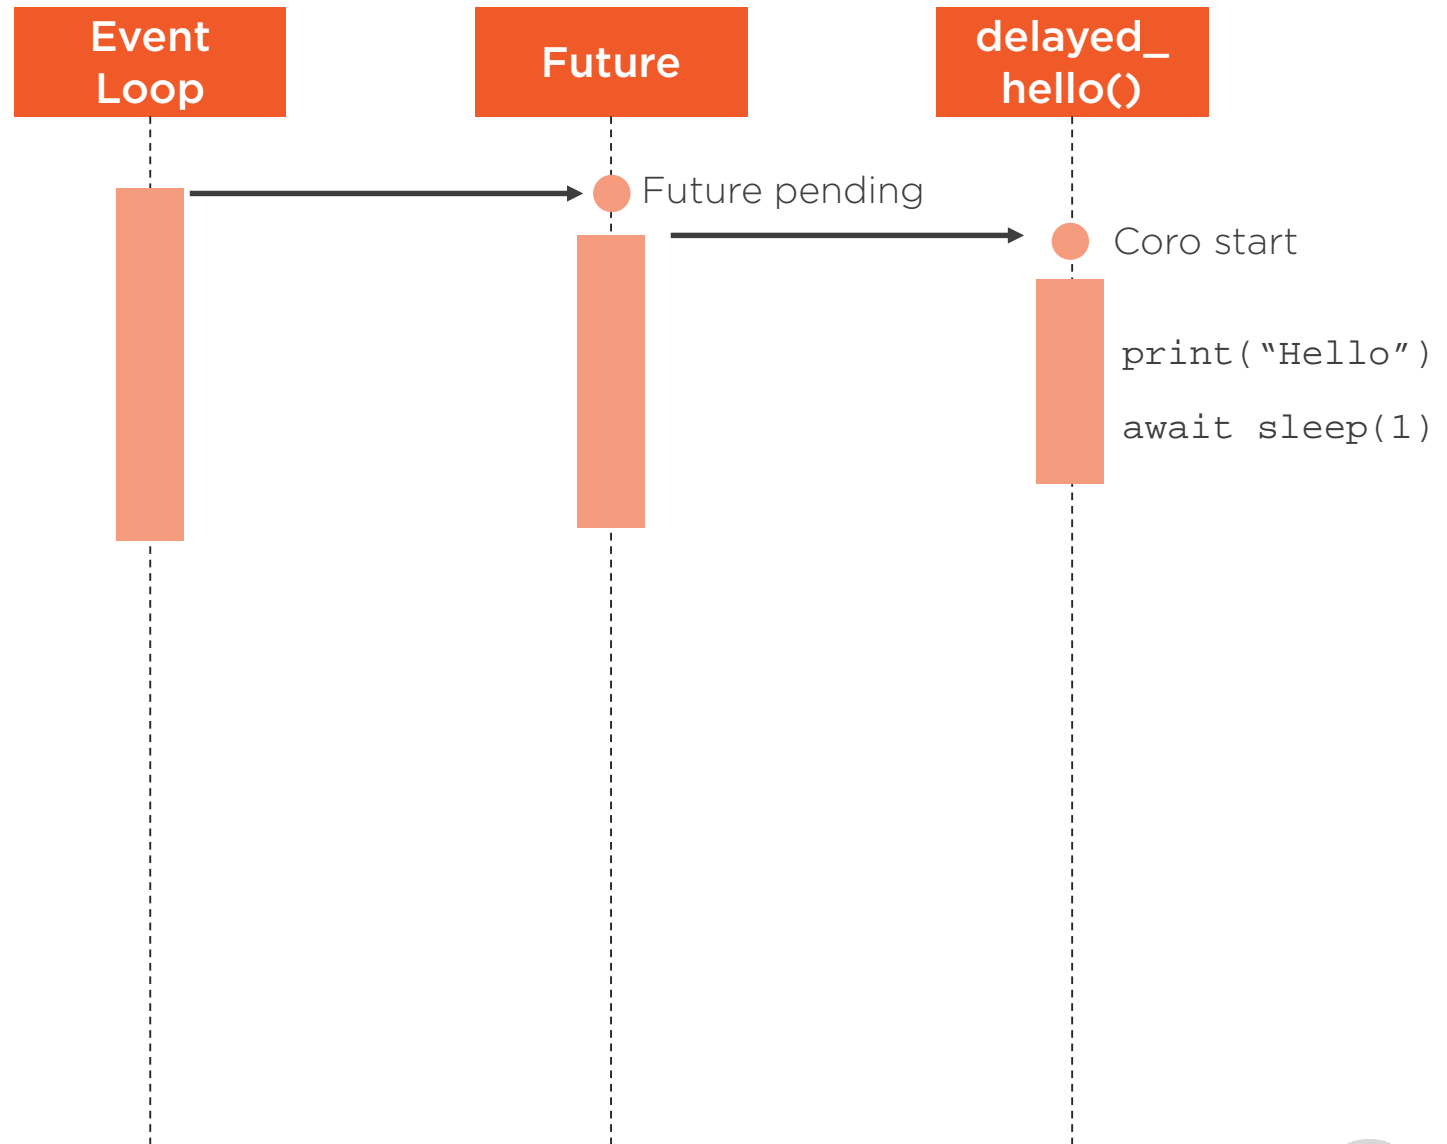 Event
Loop
Future
delayed_
hello()
Future pending
Coro start
print(“Hello”)
await sleep(1)